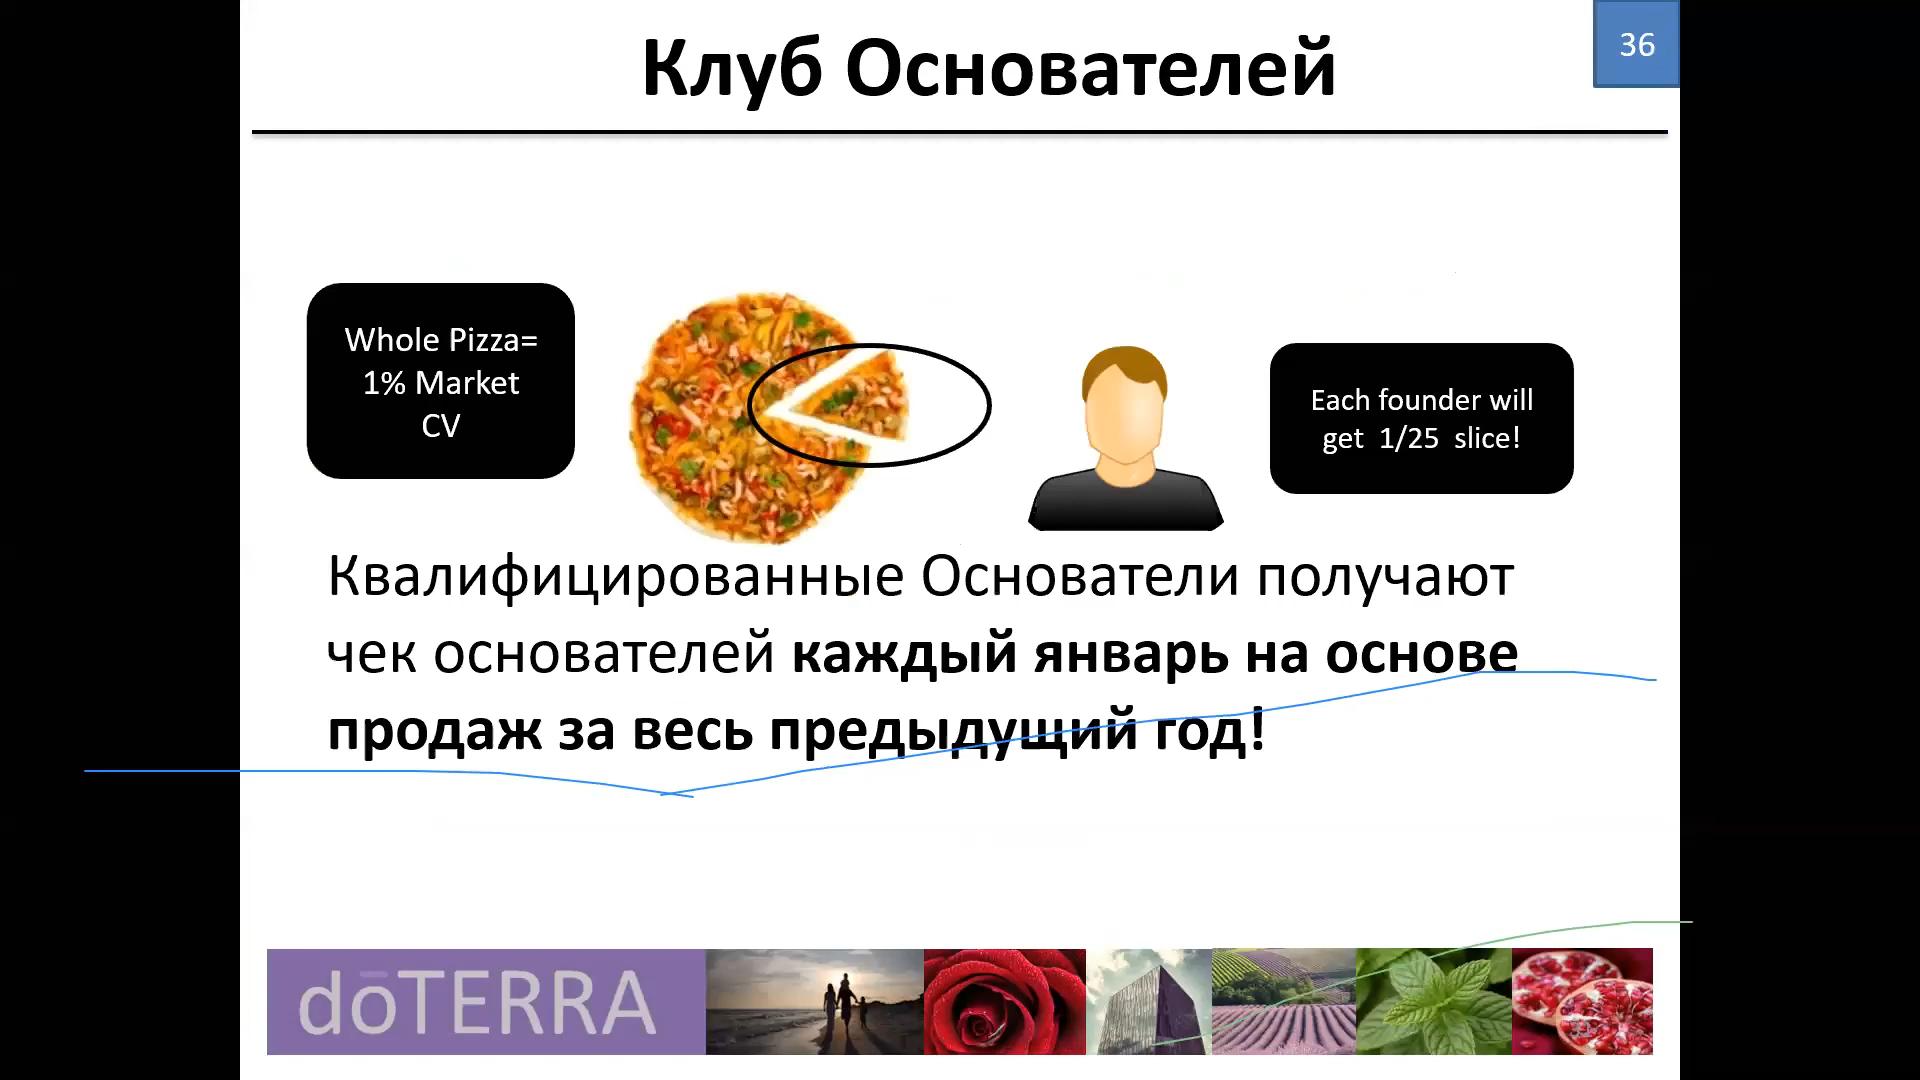 Клуб Основателей
36
Whole Pizza=
1% Market
CV
Each founder will
get 1/25 slice!
Квалифицированные Основатели получают
чек основателей каждый январь на основе
продаж за весь предыдущий год!
dōTERRA